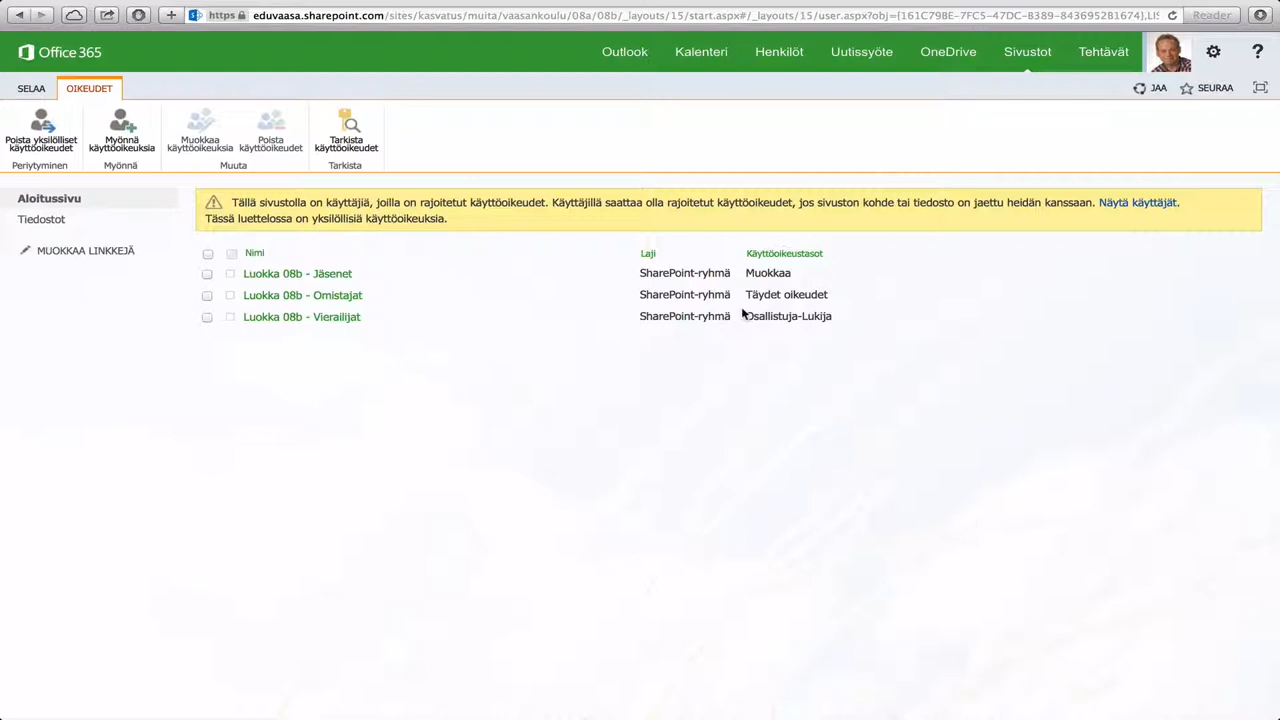 https eduvaasa.sharepoint.com/sites/kasvatus/muita/vaasankoulu/08a/08b/_layouts/15/start.aspx#/_layouts/15/user.aspx?obj={161C79BE-7FC5-47DC-B389-8436952B1674},LIS
Reader
Office 365
Outlook Kalenteri Henkilöt Uutissyöte OneDrive Sivustot Tehtävät ?
SELAA OIKEUDET JAA SEURAA
Poista yksilölliset käyttöoikeudet
Myönnä käyttöoikeuksia
Muokkaa käyttöoikeuksia
Poista käyttöoikeudet
Tarkista käyttöoikeudet
Periytyminen Myönnä Muuta Tarkista
Aloitussivu
Tiedostot
MUOKKAA LINKKEJÄ
Tällä sivustolla on käyttäjiä, joilla on rajoitetut käyttöoikeudet. Käyttäjillä saattaa olla rajoitetut käyttöoikeudet, jos sivuston kohde tai tiedosto on jaettu heidän kanssaan. Näytä käyttäjät.
Tässä luettelossa on yksilöllisiä käyttöoikeuksia.
Nimi Laji Käyttöoikeustasot
Luokka 08b - Jäsenet SharePoint-ryhmä Muokkaa
Luokka 08b - Omistajat SharePoint-ryhmä Täydet oikeudet
Luokka 08b - Vierailijat SharePoint-ryhmä Osallistuja-Lukija